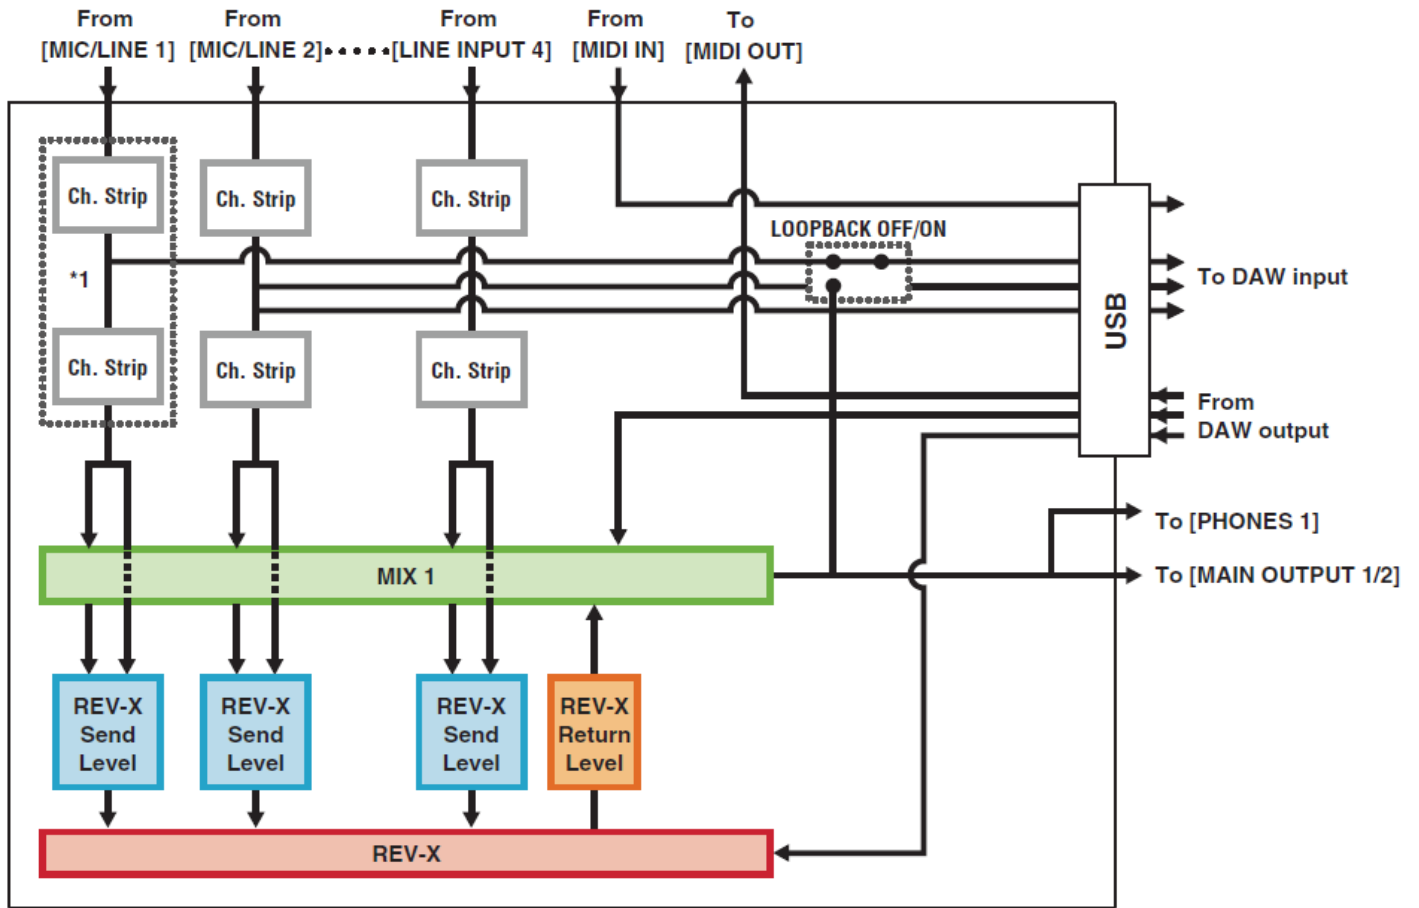 From
[MIC/LINE 1]
From
[MIC/LINE 2]
[LINE INPUT 4]
From
From
[MIDI IN]
To
[MIDI OUT]
Ch. Strip
Ch. Strip
Ch. Strip
LOOPBACK OFF/ON
*1
USB
To DAW input
Ch. Strip
Ch. Strip
Ch. Strip
From
DAW output
To [PHONES 1]
MIX 1
To [MAIN OUTPUT 1/2]
REV-X
Send
Level
REV-X
Send
Level
REV-X
Send
Level
REV-X
Return
Level
REV-X